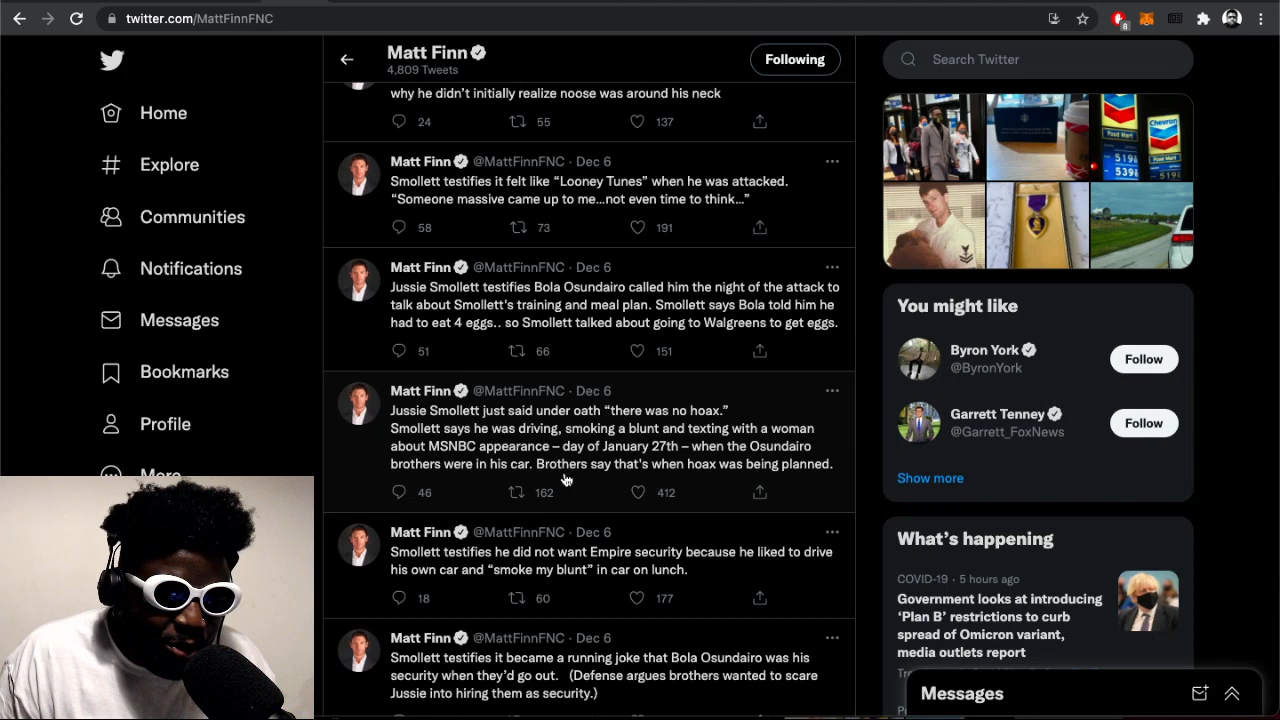 twitter.com/MattFinnFNC
8
Home
Explore
Communities
Notifications
Messages
Bookmarks
Profile
More
Matt Finn
4,809 Tweets
Following
why he didn’t initially realize noose was around his neck
24 55 137
Matt Finn @MattFinnFNC · Dec 6
Smollett testifies it felt like “Looney Tunes” when he was attacked.
“Someone massive came up to me…not even time to think…”
58 73 191
Matt Finn @MattFinnFNC · Dec 6
Jussie Smollett testifies Bola Osundairo called him the night of the attack to
talk about Smollett's training and meal plan. Smollett says Bola told him he
had to eat 4 eggs.. so Smollett talked about going to Walgreens to get eggs.
51 66 151
Matt Finn @MattFinnFNC · Dec 6
Jussie Smollett just said under oath “there was no hoax.”
Smollett says he was driving, smoking a blunt and texting with a woman
about MSNBC appearance – day of January 27th – when the Osundairo
brothers were in his car. Brothers say that's when hoax was being planned.
46 162 412
Matt Finn @MattFinnFNC · Dec 6
Smollett testifies he did not want Empire security because he liked to drive
his own car and “smoke my blunt” in car on lunch.
18 60 177
Matt Finn @MattFinnFNC · Dec 6
Smollett testifies it became a running joke that Bola Osundairo was his
security when they’d go out. (Defense argues brothers wanted to scare
Jussie into hiring them as security.)
Search Twitter
Chevron
Food Mart
Chevron
Food Mart
You might like
Byron York
@ByronYork
Follow
Garrett Tenney
@Garrett_FoxNews
Follow
Show more
What’s happening
COVID-19 · 5 hours ago
Government looks at introducing
‘Plan B’ restrictions to curb
spread of Omicron variant,
media outlets report
Messages